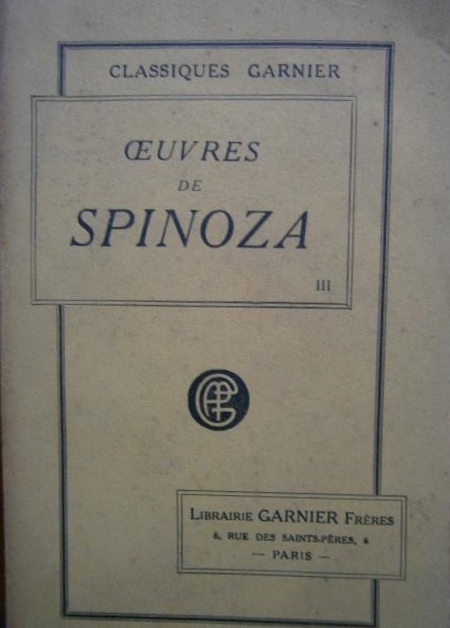 CLASSIQUES GARNIER
ŒUVRES
DE
SPINOZA
III
LIBRAIRIE GARNIER FRÈRES
6, RUE DES SAINTS-PÈRES, 6
— PARIS —